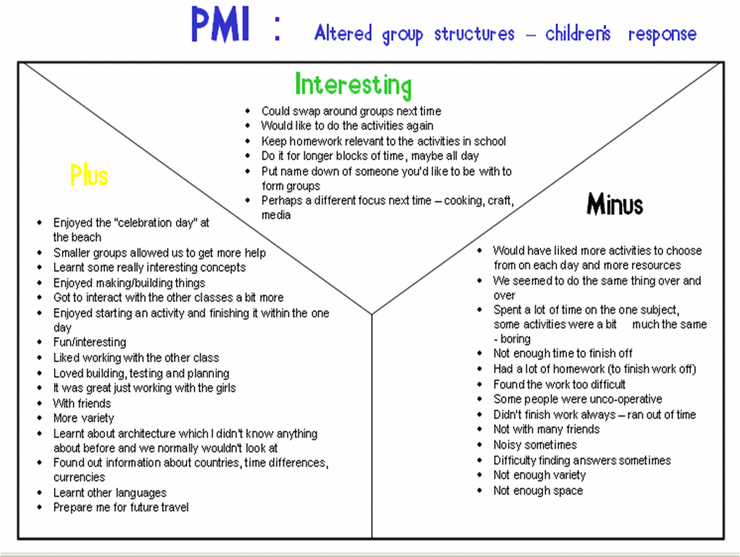 PMI : Altered group structures – children's response
Interesting
• Could swap around groups next time
• Would like to do the activities again
• Keep homework relevant to the activities in school
• Do it for longer blocks of time, maybe all day
• Put name down of someone you'd like to be with to
form groups
• Perhaps a different focus next time – cooking, craft,
media
Plus
• Enjoyed the "celebration day" at
the beach
• Smaller groups allowed us to get more help
• Learnt some really interesting concepts
• Enjoyed making/building things
• Got to interact with the other classes a bit more
• Enjoyed starting an activity and finishing it within the one
day
• Fun/interesting
• Liked working with the other class
• Loved building, testing and planning
• It was great just working with the girls
• With friends
• More variety
• Learnt about architecture which I didn't know anything
about before and we normally wouldn't look at
• Found out information about countries, time differences,
currencies
• Learnt other languages
• Prepare me for future travel
Minus
• Would have liked more activities to choose
from on each day and more resources
• We seemed to do the same thing over and
over
• Spent a lot of time on the one subject,
some activities were a bit much the same
- boring
• Not enough time to finish off
• Had a lot of homework (to finish work off)
• Found the work too difficult
• Some people were unco-operative
• Didn't finish work always – ran out of time
• Not with many friends
• Noisy sometimes
• Difficulty finding answers sometimes
• Not enough variety
• Not enough space